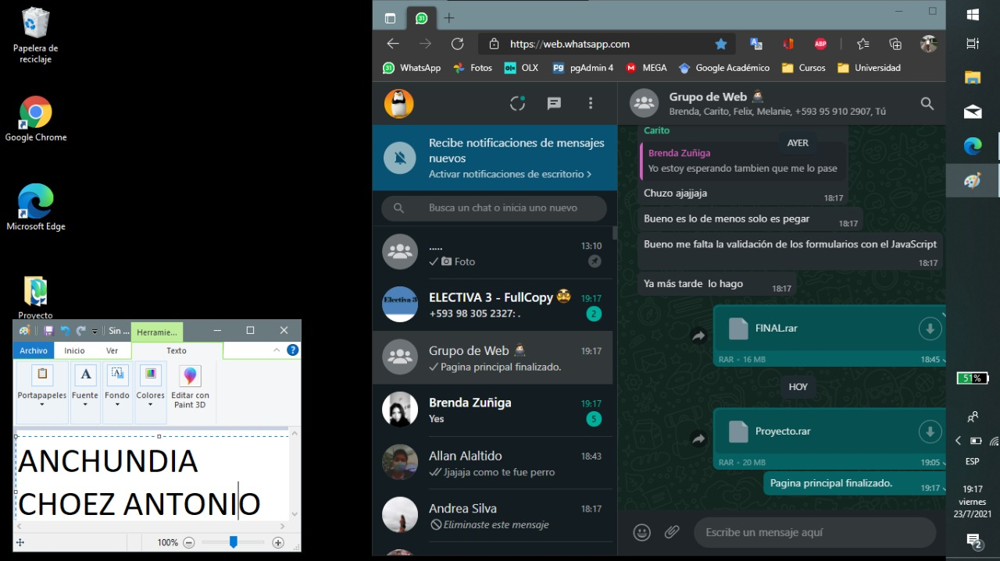 Papelera de
reciclaje
Google Chrome
Microsoft Edge
Proyecto
Sin ...
Herramie...
Archivo
Inicio
Ver
Texto
Portapapeles
Fuente
Fondo
Colores
Editar con
Paint 3D
ANCHUNDIA
CHOEZ ANTONIO
100%
https://web.whatsapp.com
ABP
WhatsApp
Fotos
OLX
pgAdmin 4
MEGA
Google Académico
Cursos
Universidad
Recibe notificaciones de mensajes
nuevos
Activar notificaciones de escritorio >
Busca un chat o inicia uno nuevo
.....
13:10
Foto
Electiva 3
ELECTIVA 3 - FullCopy
19:17
+593 98 305 2327: .
2
Grupo de Web
19:17
Pagina principal finalizado.
Brenda Zuñiga
19:17
Yes
5
Allan Alaltido
18:43
Jjajaja como te fue perro
Andrea Silva
18:17
Eliminaste este mensaje
Grupo de Web
Brenda, Carito, Felix, Melanie, +593 95 910 2907, Tú
Carito
AYER
Brenda Zuñiga
Yo estoy esperando tambien que me lo pase
Chuzo ajajjaja
18:17
Bueno es lo de menos solo es pegar
18:17
Bueno me falta la validación de los formularios con el JavaScript
18:17
Ya más tarde lo hago
18:17
FINAL.rar
RAR • 16 MB
18:45
HOY
Proyecto.rar
RAR • 20 MB
19:05
Pagina principal finalizado.
19:17
Escribe un mensaje aquí
51%
ESP
19:17
viernes
23/7/2021
2